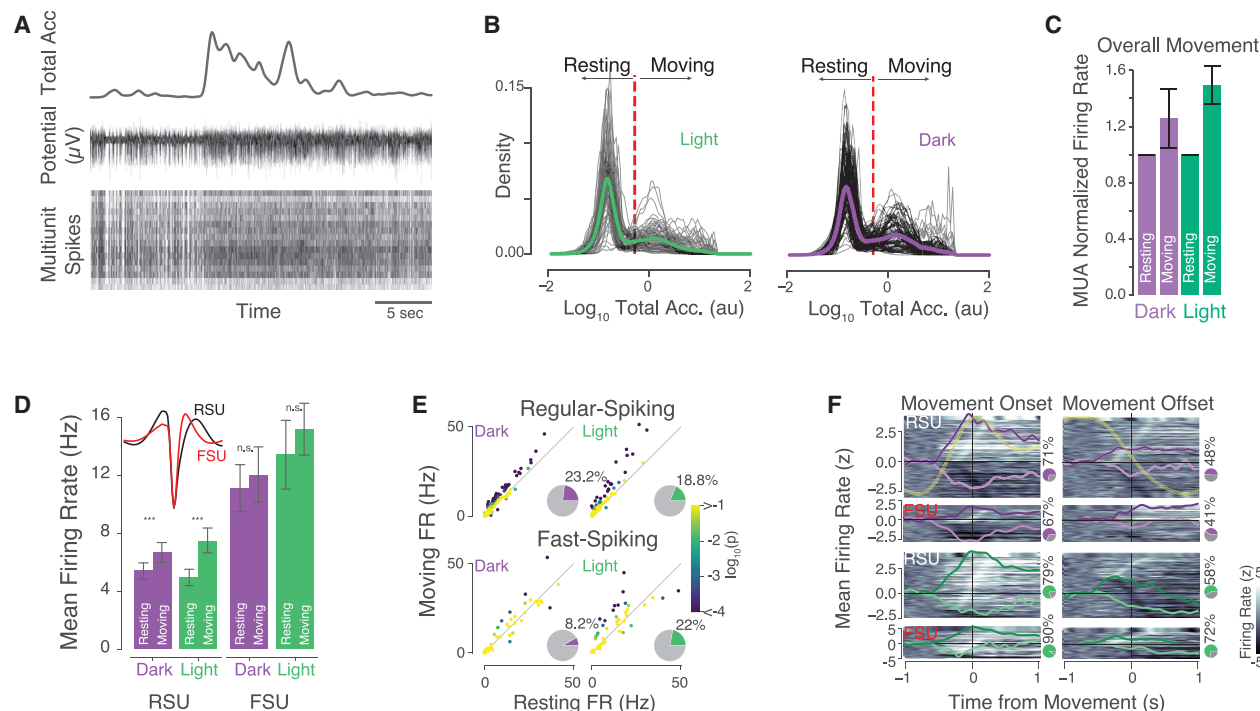 A
Total Acc
Potential
(µV)
Multiunit
Spikes
Time
5 sec
B
Resting
Moving
Light
Density
0.15
0.00
−2
0
2
Log10 Total Acc. (au)
Resting
Moving
Dark
−2
0
2
Log10 Total Acc. (au)
C
Overall Movement
MUA Normalized Firing Rate
1.6
1.2
0.8
0.4
0.0
Resting
Moving
Resting
Moving
Dark
Light
D
Mean Firing Rrate
(Hz)
16
12
8
4
0
RSU
FSU
***
***
n.s.
n.s.
Resting
Moving
Resting
Moving
Resting
Moving
Resting
Moving
Dark
Light
Dark
Light
RSU
FSU
E
Regular-Spiking
Moving FR (Hz)
50
0
Dark
23.2%
Light
18.8%
Fast-Spiking
50
0
Dark
8.2%
Light
22%
0
50
0
50
Resting FR (Hz)
>-1
-2
-3
<-4
log10(p)
F
Movement Onset
Movement Offset
Mean Firing Rate (z)
RSU
2.5
0.0
−2.5
71%
48%
FSU
2.5
0.0
−2.5
67%
41%
RSU
2.5
0.0
−2.5
79%
58%
FSU
5
0
−5
90%
72%
−1
0
1
−1
0
1
Time from Movement (s)
Firing Rate (z)